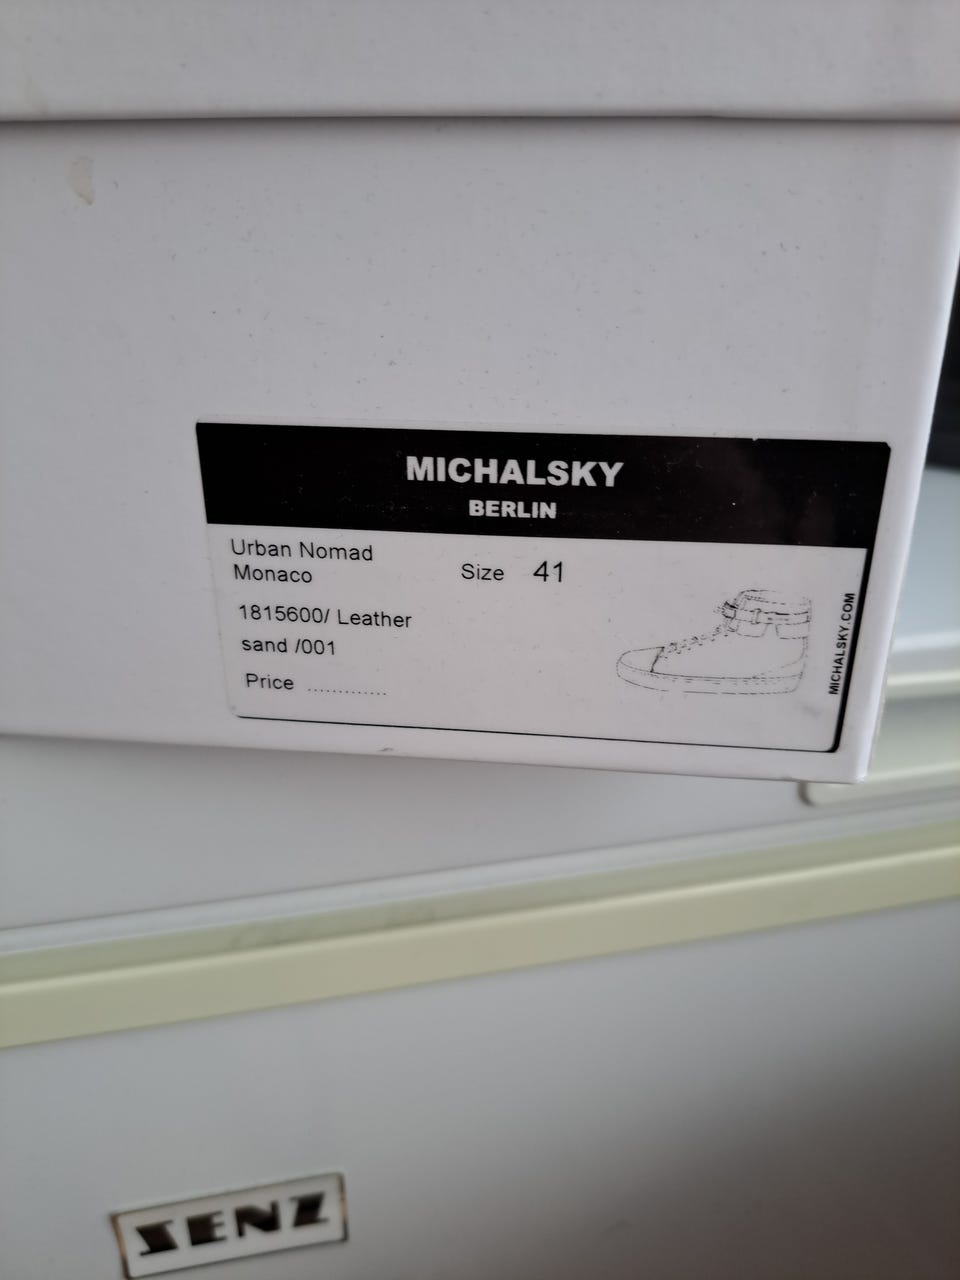 MICHALSKY
BERLIN
Urban Nomad
Monaco
Size 41
1815600/ Leather
sand /001
Price .............
MICHALSKY.COM
SENZ